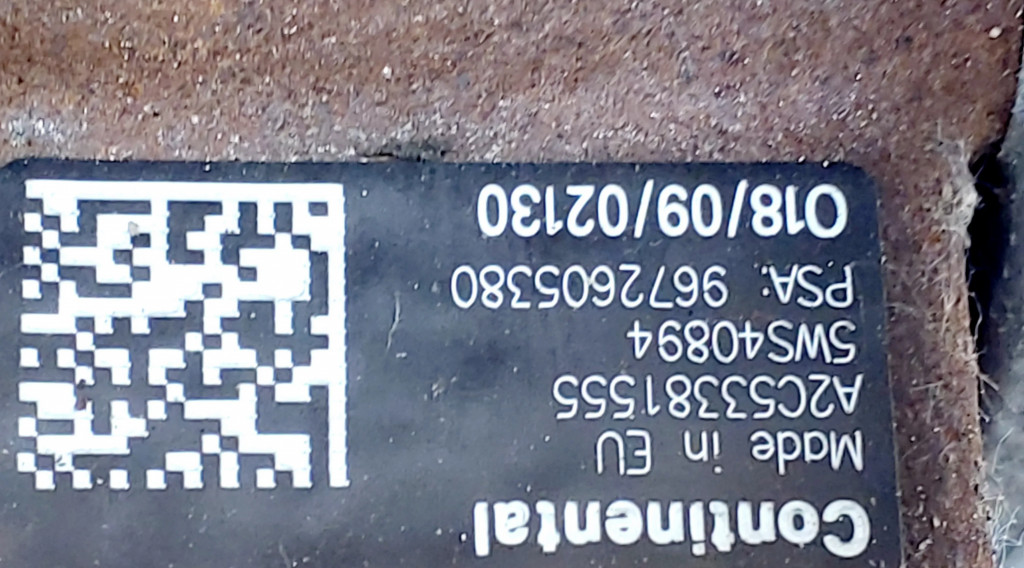 Continental
Made in EU
A2C53381555
5WS40894
PSA: 9672605380
018/09/02130